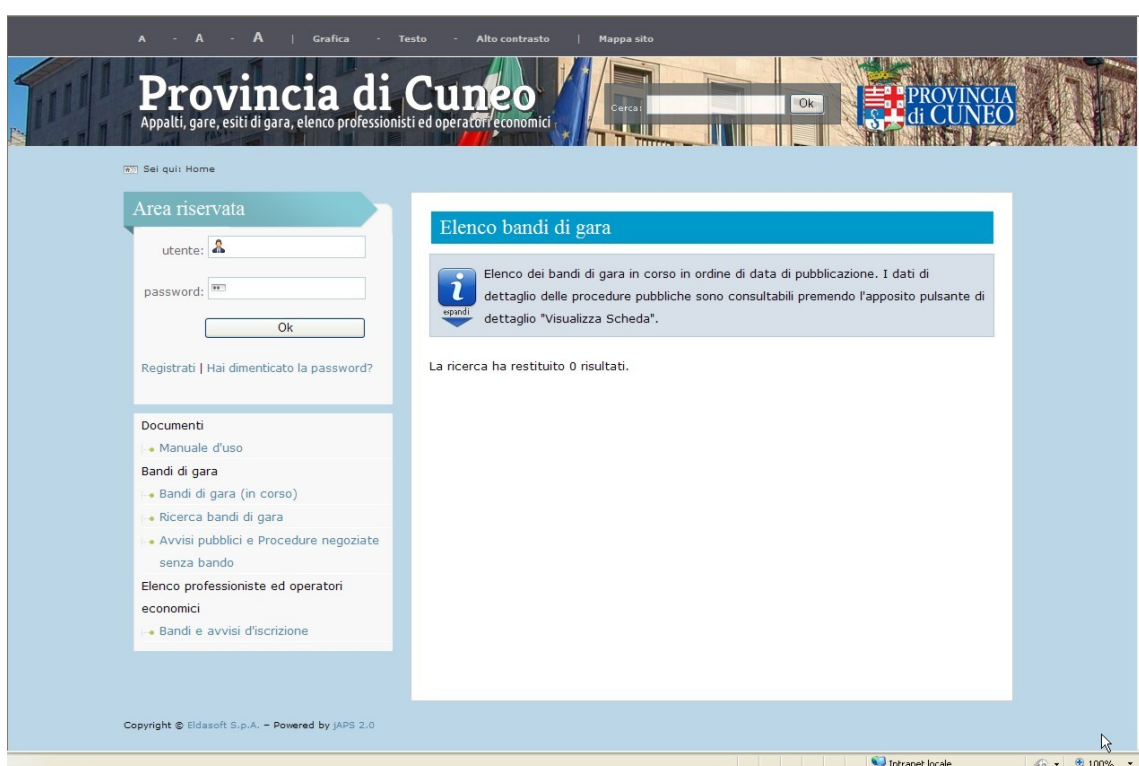 A - A - A | Grafica - Testo - Alto contrasto | Mappa sito
Provincia di Cuneo
Appalti, gare, esiti di gara, elenco professionisti ed operatori economici
Cerca:
Ok
PROVINCIA
di CUNEO
Sei qui: Home
Area riservata
utente:
password:
Ok
Registrati | Hai dimenticato la password?
Documenti
Manuale d'uso
Bandi di gara
Bandi di gara (in corso)
Ricerca bandi di gara
Avvisi pubblici e Procedure negoziate
senza bando
Elenco professioniste ed operatori
economici
Bandi e avvisi d'iscrizione
Elenco bandi di gara
espandi
Elenco dei bandi di gara in corso in ordine di data di pubblicazione. I dati di
dettaglio delle procedure pubbliche sono consultabili premendo l'apposito pulsante di
dettaglio "Visualizza Scheda".
La ricerca ha restituito 0 risultati.
Copyright © Eldasoft S.p.A. – Powered by jAPS 2.0
Intranet locale
100%